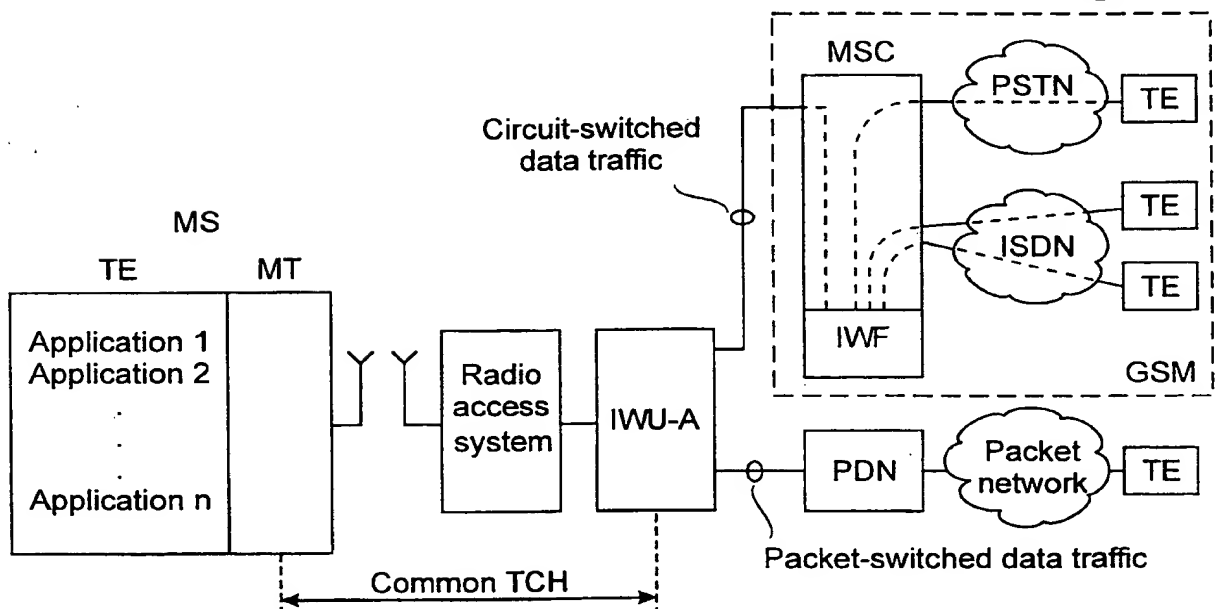 MS
TE
MT
Application 1
Application 2
.
.
.
Application n
Radio
access
system
IWU-A
Common TCH
Circuit-switched
data traffic
MSC
IWF
PSTN
TE
ISDN
TE
TE
GSM
PDN
Packet
network
TE
Packet-switched data traffic